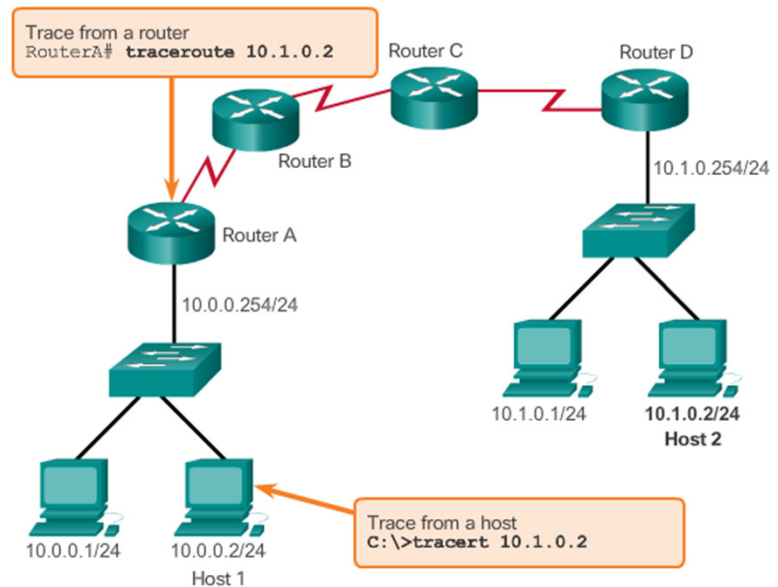 Trace from a router
RouterA# traceroute 10.1.0.2
Router C
Router D
Router B
10.1.0.254/24
Router A
10.0.0.254/24
10.1.0.1/24
10.1.0.2/24
Host 2
Trace from a host
C:\>tracert 10.1.0.2
10.0.0.1/24
10.0.0.2/24
Host 1